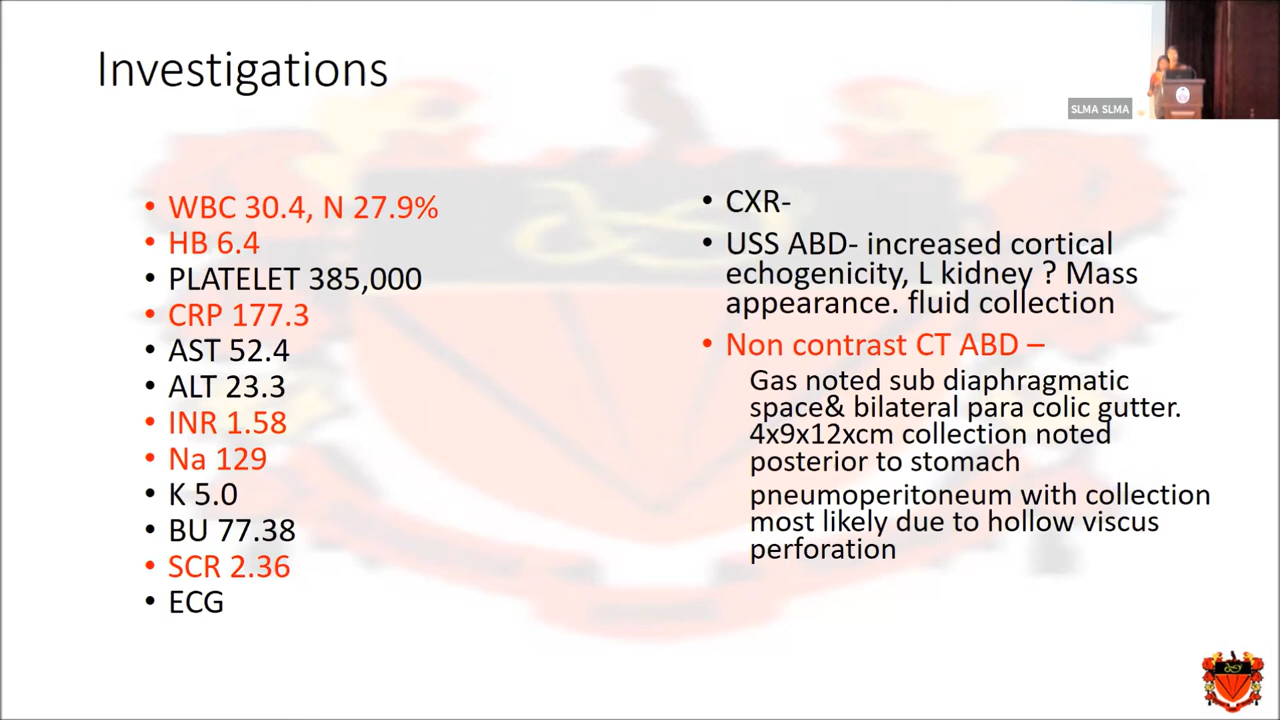 Investigations
SLMA SLMA
• WBC 30.4, N 27.9%
• HB 6.4
• PLATELET 385,000
• CRP 177.3
• AST 52.4
• ALT 23.3
• INR 1.58
• Na 129
• K 5.0
• BU 77.38
• SCR 2.36
• ECG
• CXR-
• USS ABD- increased cortical
echogenicity, L kidney ? Mass
appearance. fluid collection
• Non contrast CT ABD –
Gas noted sub diaphragmatic
space& bilateral para colic gutter.
4x9x12xcm collection noted
posterior to stomach
pneumoperitoneum with collection
most likely due to hollow viscus
perforation